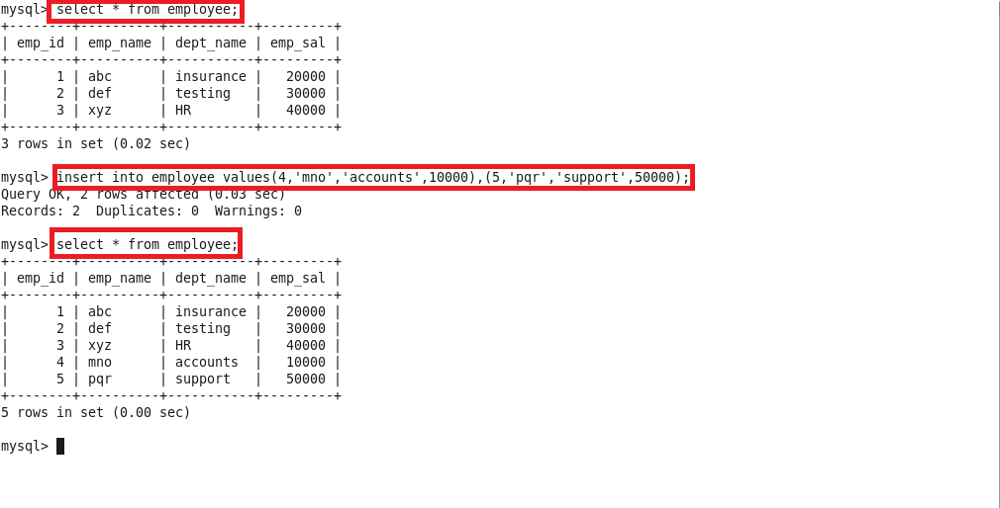 mysql> select * from employee;
+--------+----------+-----------+---------+
| emp_id | emp_name | dept_name | emp_sal |
+--------+----------+-----------+---------+
|      1 | abc      | insurance |   20000 |
|      2 | def      | testing   |   30000 |
|      3 | xyz      | HR        |   40000 |
+--------+----------+-----------+---------+
3 rows in set (0.02 sec)

mysql> insert into employee values(4,'mno','accounts',10000),(5,'pqr','support',50000);
Query OK, 2 rows affected (0.03 sec)
Records: 2  Duplicates: 0  Warnings: 0

mysql> select * from employee;
+--------+----------+-----------+---------+
| emp_id | emp_name | dept_name | emp_sal |
+--------+----------+-----------+---------+
|      1 | abc      | insurance |   20000 |
|      2 | def      | testing   |   30000 |
|      3 | xyz      | HR        |   40000 |
|      4 | mno      | accounts  |   10000 |
|      5 | pqr      | support   |   50000 |
+--------+----------+-----------+---------+
5 rows in set (0.00 sec)

mysql>